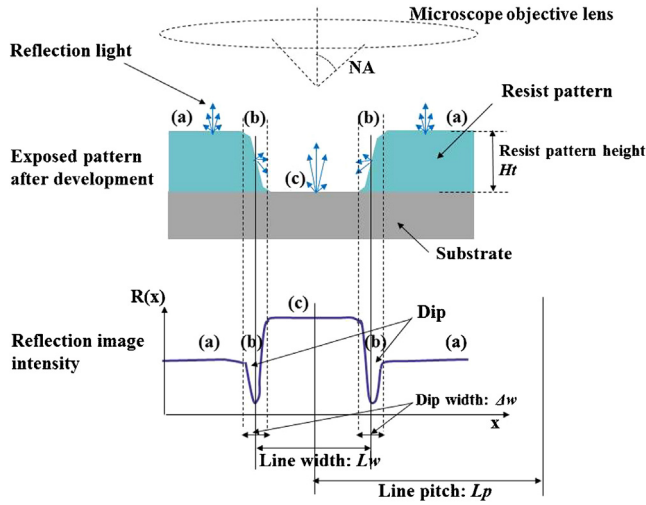 Microscope objective lens
Reflection light
NA
(a)
(b)
(b)
(a)
Resist pattern
Exposed pattern
after development
(c)
Resist pattern height
Ht
Substrate
R(x)
(c)
Dip
Reflection image
intensity
(a)
(b)
(b)
(a)
Dip width: Δw
x
Line width: Lw
Line pitch: Lp